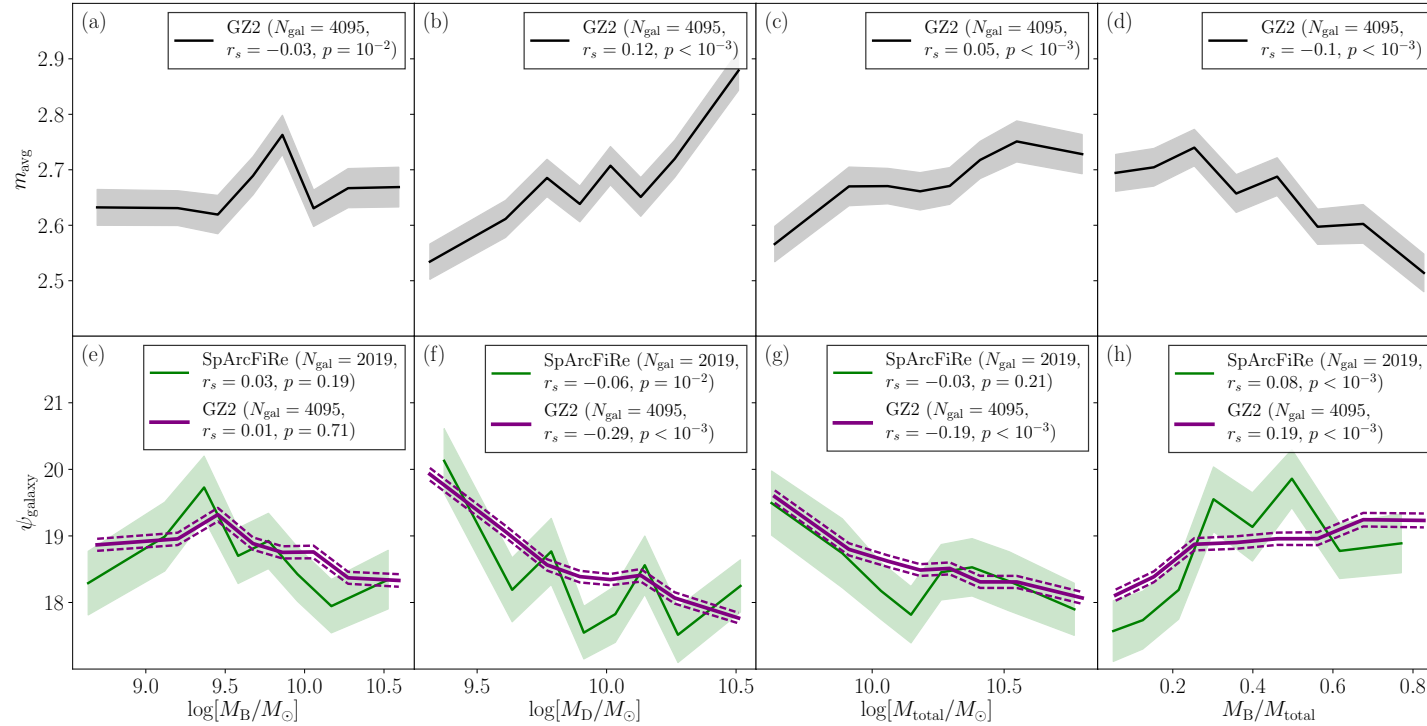 (a)
GZ2 (N_gal = 4095,
r_s = −0.03, p = 10^−2)
(b)
GZ2 (N_gal = 4095,
r_s = 0.12, p < 10^−3)
(c)
GZ2 (N_gal = 4095,
r_s = 0.05, p < 10^−3)
(d)
GZ2 (N_gal = 4095,
r_s = −0.1, p < 10^−3)
2.9
2.8
2.7
2.6
2.5
m_avg
(e)
SpArcFiRe (N_gal = 2019,
r_s = 0.03, p = 0.19)
GZ2 (N_gal = 4095,
r_s = 0.01, p = 0.71)
(f)
SpArcFiRe (N_gal = 2019,
r_s = −0.06, p = 10^−2)
GZ2 (N_gal = 4095,
r_s = −0.29, p < 10^−3)
(g)
SpArcFiRe (N_gal = 2019,
r_s = −0.03, p = 0.21)
GZ2 (N_gal = 4095,
r_s = −0.19, p < 10^−3)
(h)
SpArcFiRe (N_gal = 2019,
r_s = 0.08, p < 10^−3)
GZ2 (N_gal = 4095,
r_s = 0.19, p < 10^−3)
21
20
19
18
ψ_galaxy
9.0 9.5 10.0 10.5
log[M_B/M_⊙]
9.5 10.0 10.5
log[M_D/M_⊙]
10.0 10.5
log[M_total/M_⊙]
0.2 0.4 0.6 0.8
M_B/M_total